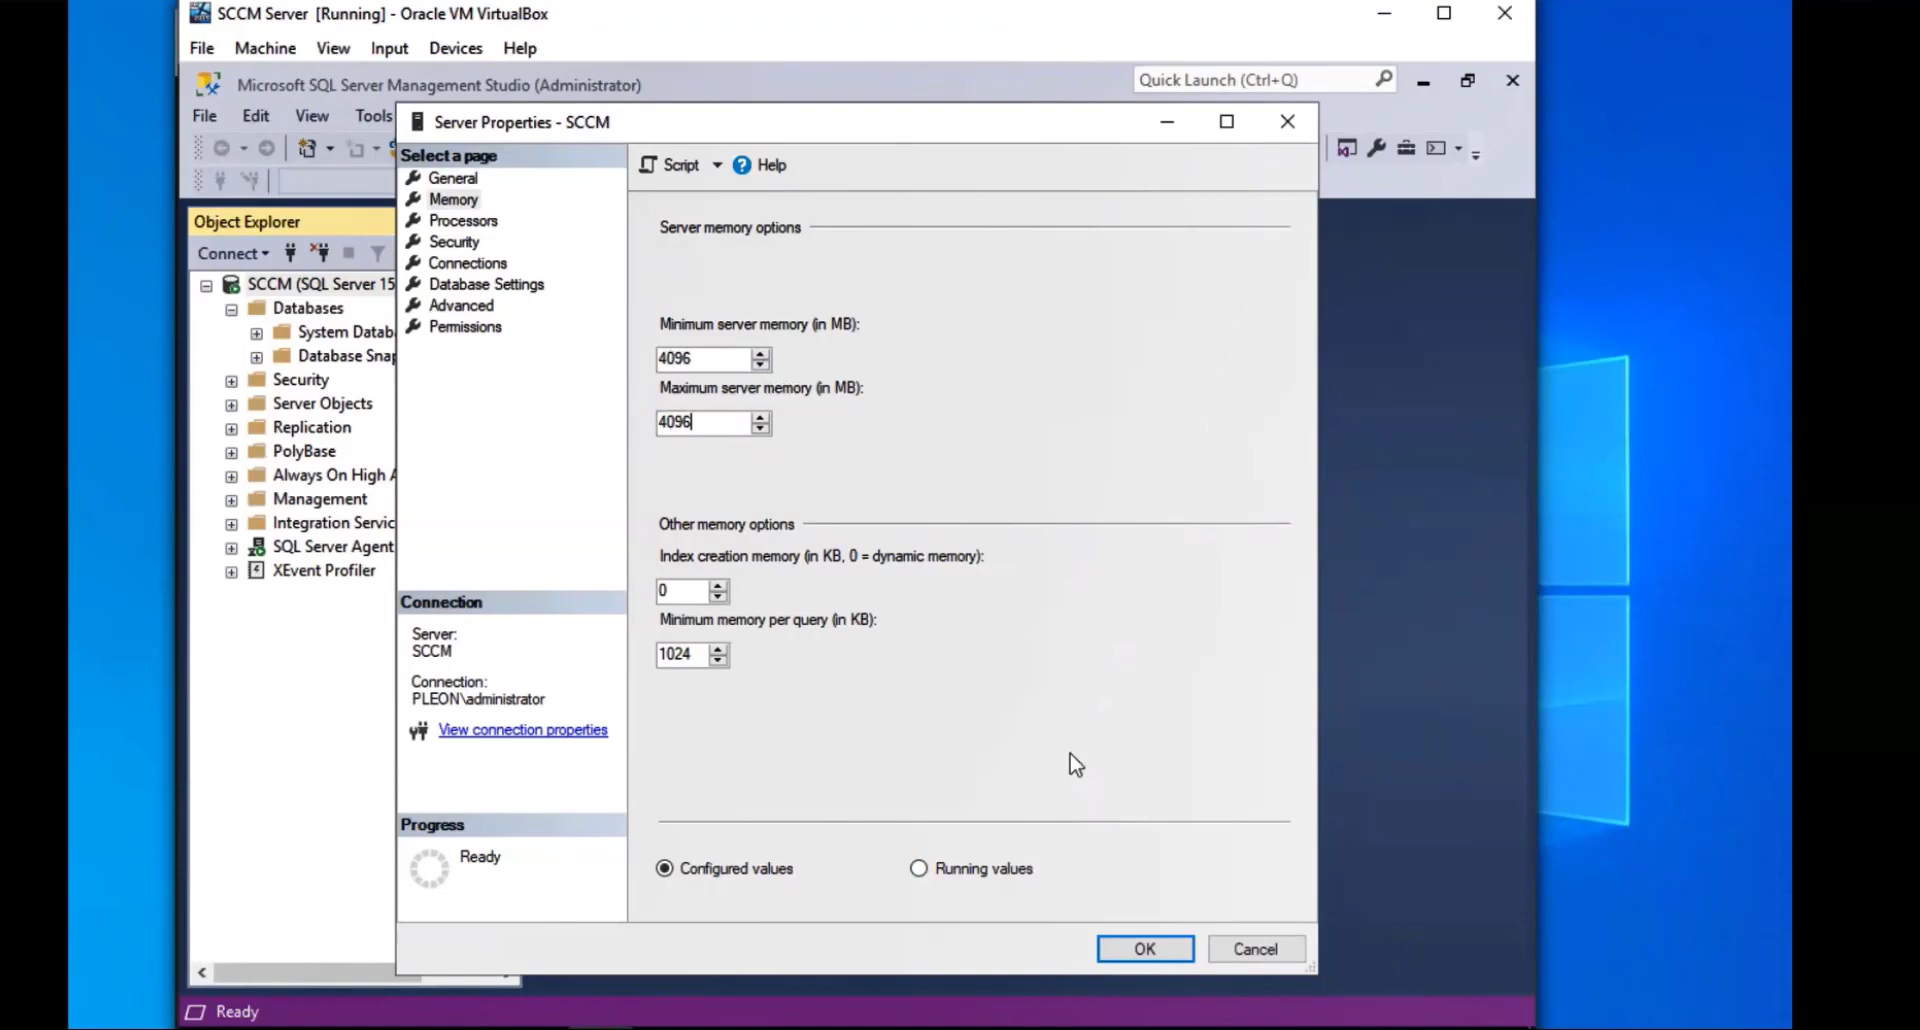 SCCM Server [Running] - Oracle VM VirtualBox
File Machine View Input Devices Help
Microsoft SQL Server Management Studio (Administrator)
Quick Launch (Ctrl+Q)
File Edit View Tools
Server Properties - SCCM
Select a page
General
Memory
Processors
Security
Connections
Database Settings
Advanced
Permissions
Script Help
Object Explorer
Connect
SCCM (SQL Server 15
Databases
System Datab
Database Snap
Security
Server Objects
Replication
PolyBase
Always On High A
Management
Integration Servic
SQL Server Agent
XEvent Profiler
Server memory options
Minimum server memory (in MB):
4096
Maximum server memory (in MB):
4096
Other memory options
Index creation memory (in KB, 0 = dynamic memory):
0
Minimum memory per query (in KB):
1024
Connection
Server:
SCCM
Connection:
PLEON\administrator
View connection properties
Progress
Ready
Configured values Running values
OK Cancel
Ready